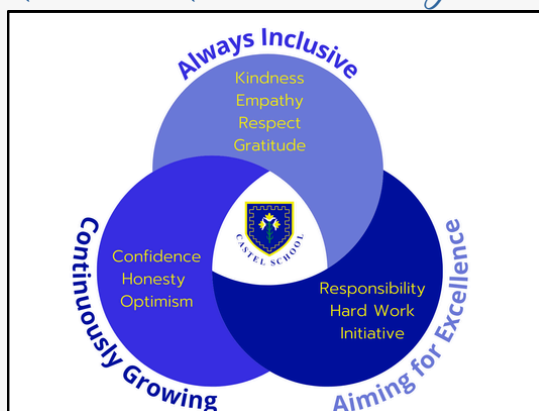 Always Inclusive
Kindness
Empathy
Respect
Gratitude
CASTEL SCHOOL
Continuously Growing
Confidence
Honesty
Optimism
Aiming for Excellence
Responsibility
Hard Work
Initiative